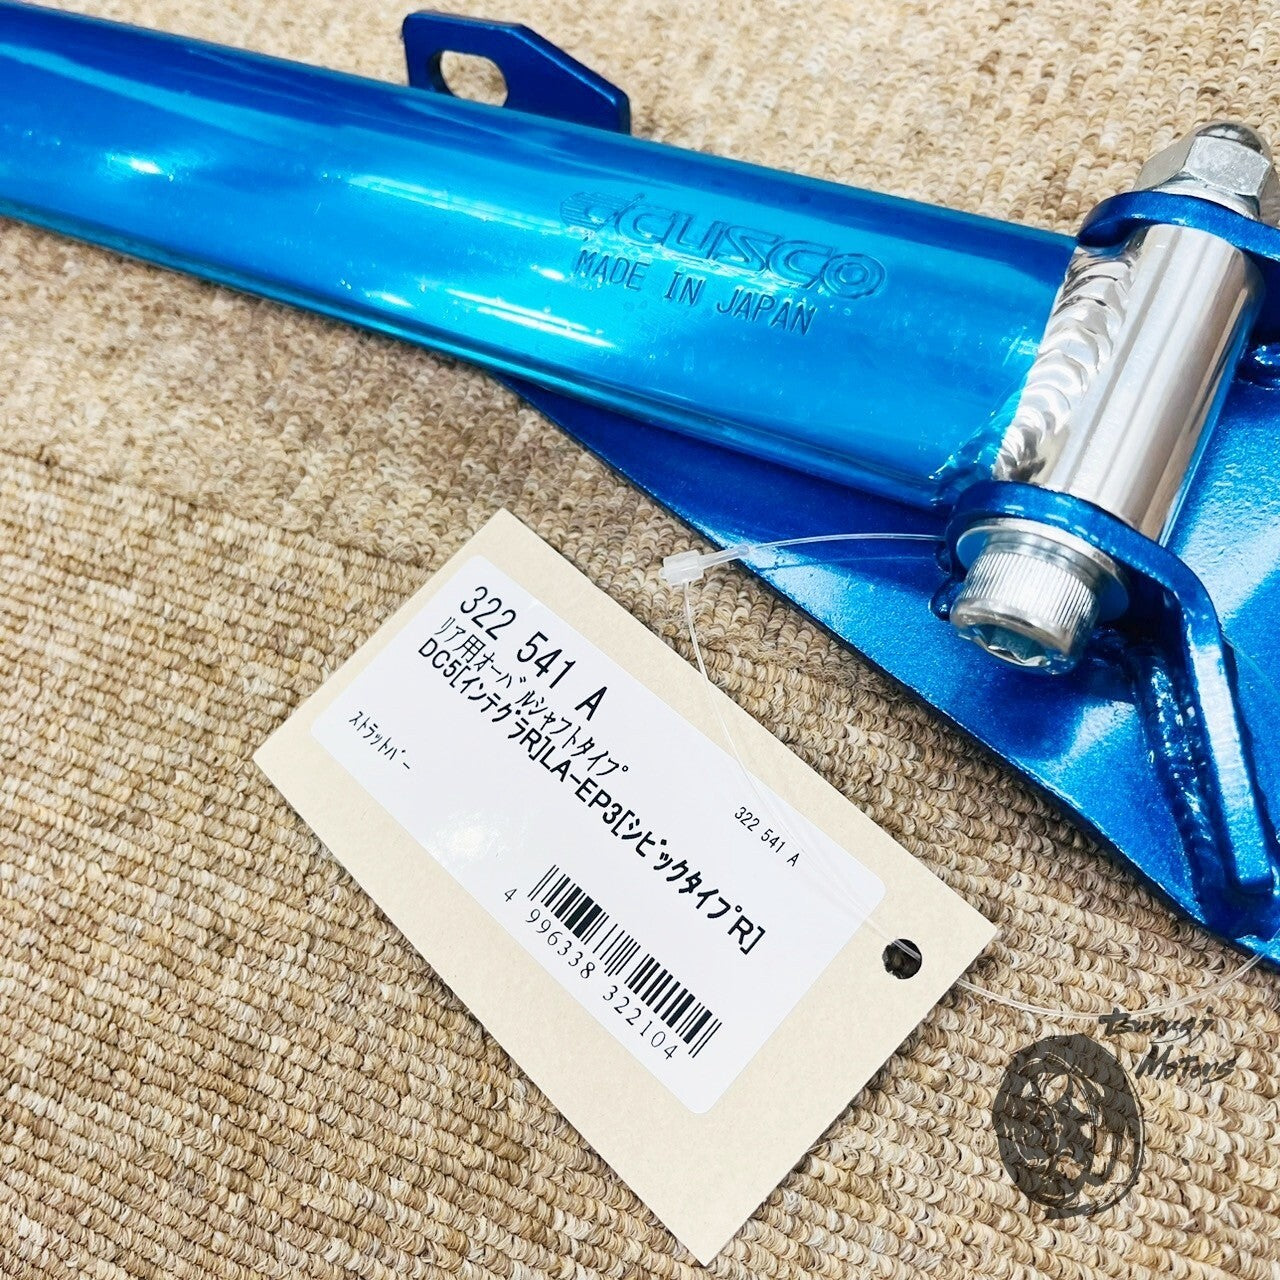 CUSCO
MADE IN JAPAN
322 541 A
ﾘｱ用ｵｰﾊﾞﾙｼｬﾌﾄﾀｲﾌﾟ
DC5[ｲﾝﾃｸﾞﾗR]LA-EP3[ｼﾋﾞｯｸﾀｲﾌﾟR]
ｽﾄﾗｯﾄﾊﾞｰ
322 541 A
4 996338 322104
Tsurugi
Motors